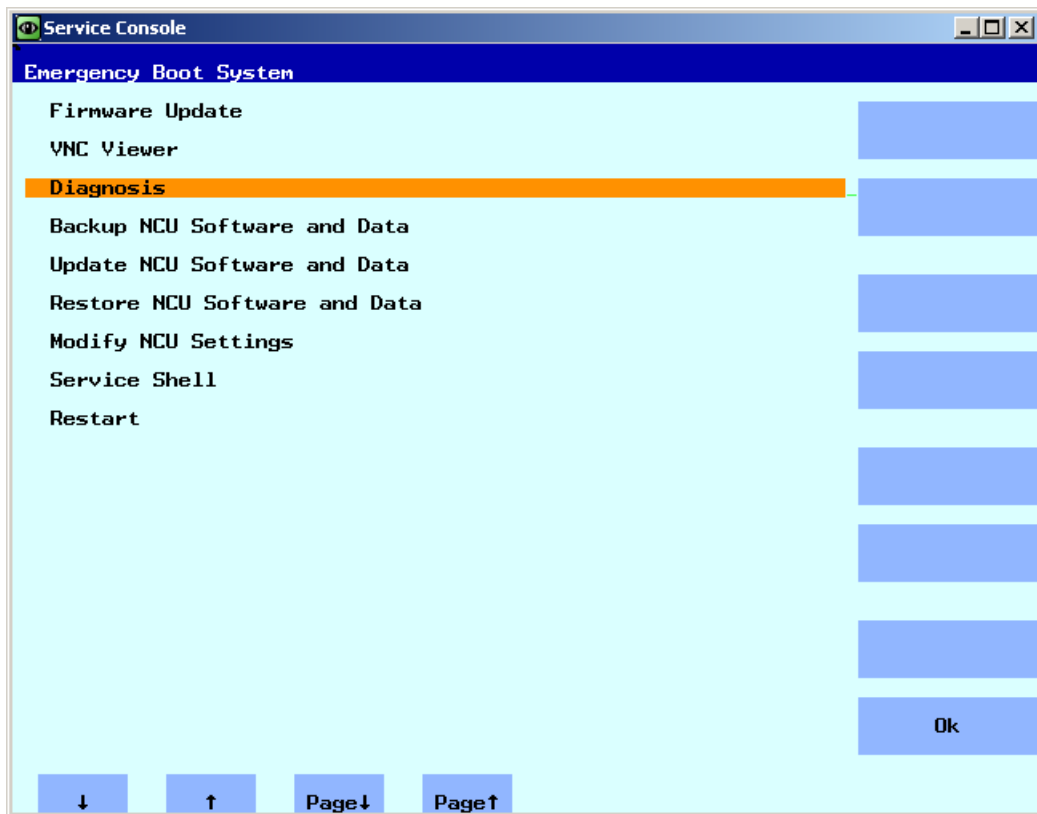 Service Console
Emergency Boot System
Firmware Update
VNC Viewer
Diagnosis
Backup NCU Software and Data
Update NCU Software and Data
Restore NCU Software and Data
Modify NCU Settings
Service Shell
Restart
Ok
↓ ↑ Page↓ Page↑